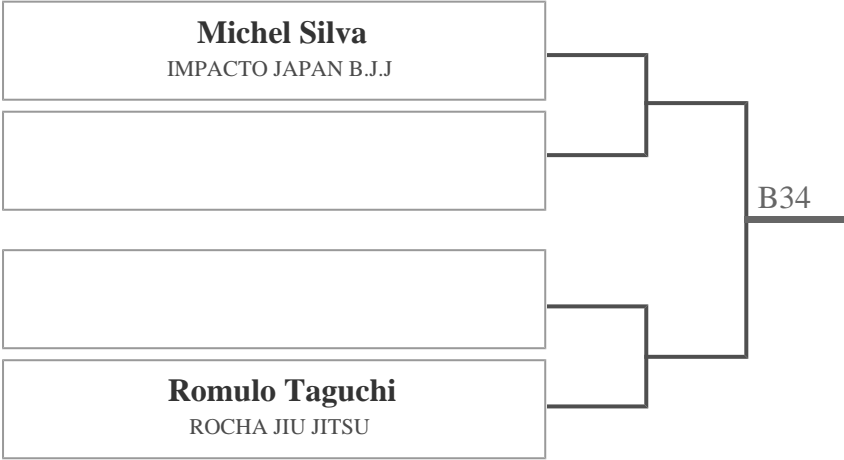 Michel Silva
IMPACTO JAPAN B.J.J
B34
Romulo Taguchi
ROCHA JIU JITSU